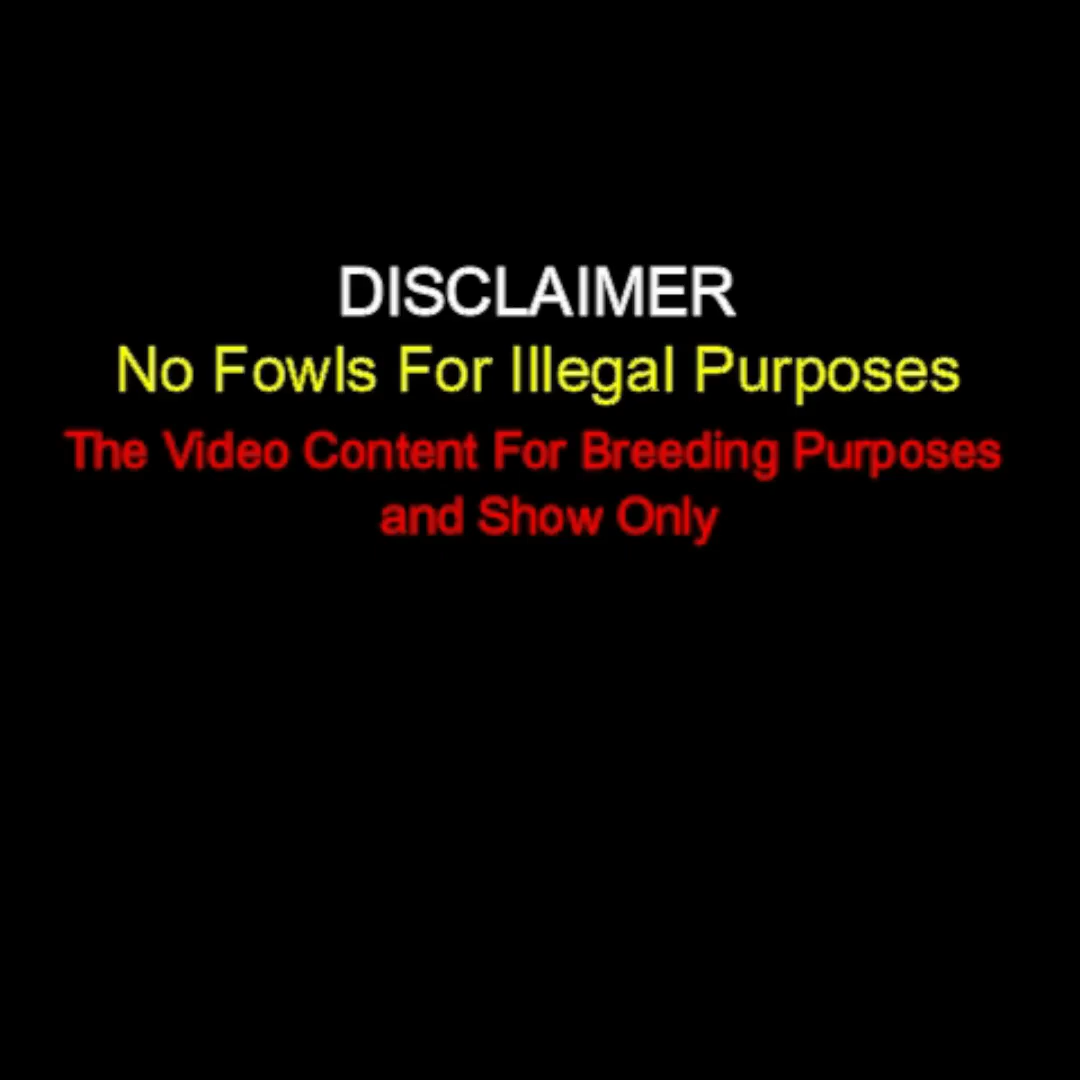 DISCLAIMER
No Fowls For Illegal Purposes
The Video Content For Breeding Purposes
and Show Only